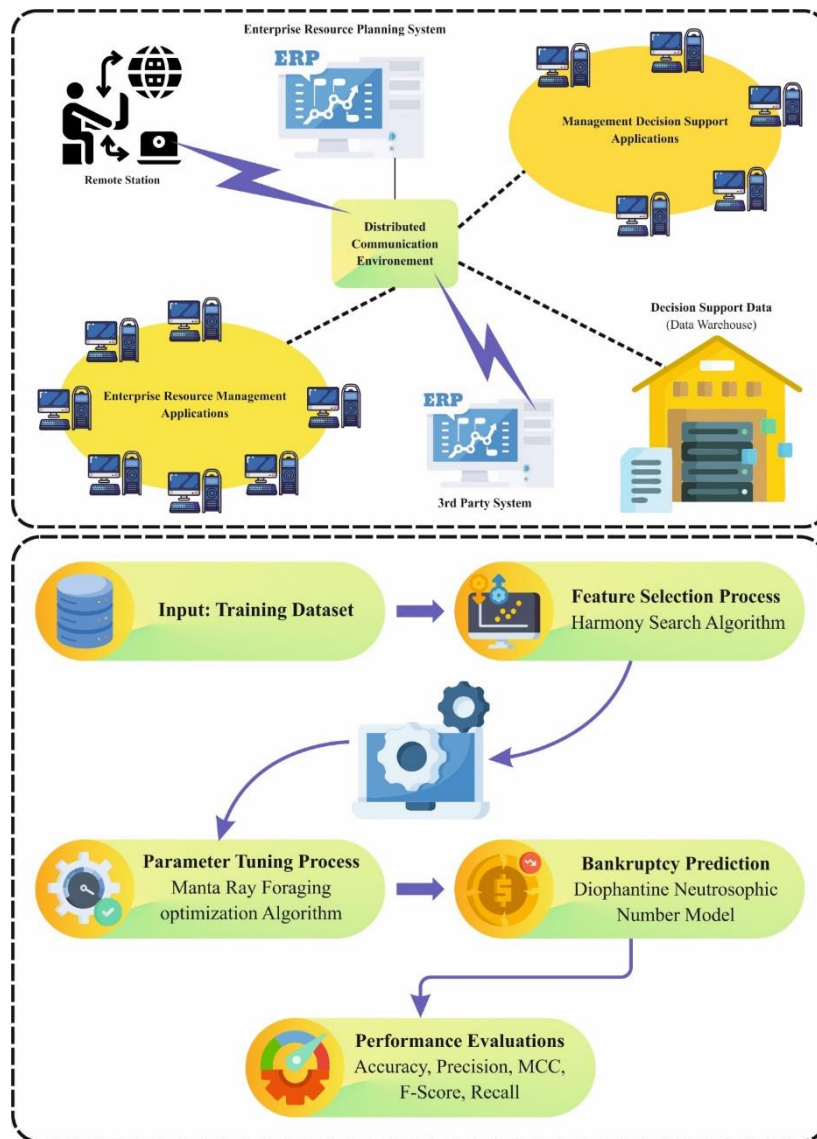 Enterprise Resource Planning System
ERP
Remote Station
Management Decision Support
Applications
Distributed
Communication
Environement
Decision Support Data
(Data Warehouse)
Enterprise Resource Management
Applications
ERP
3rd Party System
Input: Training Dataset
Feature Selection Process
Harmony Search Algorithm
Parameter Tuning Process
Manta Ray Foraging
optimization Algorithm
Bankruptcy Prediction
Diophantine Neutrosophic
Number Model
Performance Evaluations
Accuracy, Precision, MCC,
F-Score, Recall